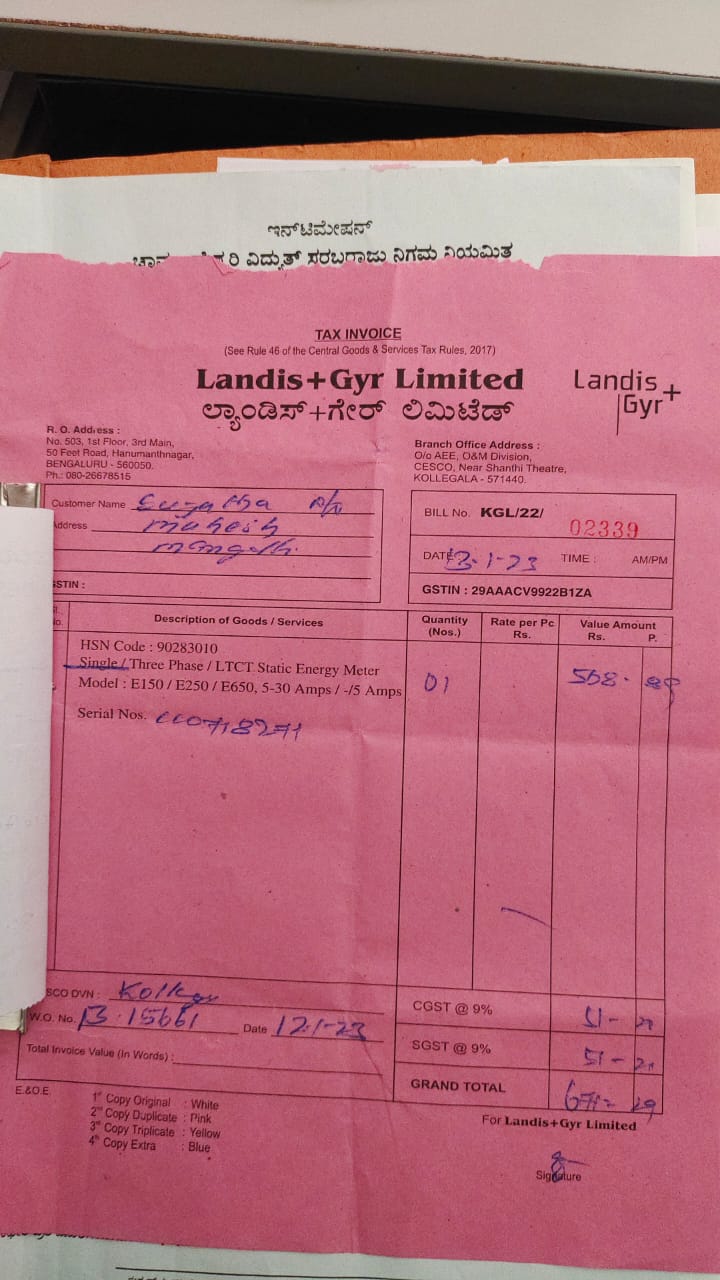 ಇನ್‌ಟಿಮೇಷನ್
ವಿದ್ಯುತ್ ಸರಬರಾಜು ನಿಗಮ ನಿಯಮಿತ
TAX INVOICE
(See Rule 46 of the Central Goods & Services Tax Rules, 2017)
Landis+Gyr Limited
ಲ್ಯಾಂಡಿಸ್+ಗೇರ್ ಲಿಮಿಟೆಡ್
Landis+
Gyr
R. O. Address :
No. 503, 1st Floor, 3rd Main,
50 Feet Road, Hanumanthnagar,
BENGALURU - 560050.
Ph.: 080-26678515
Branch Office Address :
O/o AEE, O&M Division,
CESCO, Near Shanthi Theatre,
KOLLEGALA - 571440.
Customer Name Sujatha
Address Mahesh
GSTIN :
BILL No. KGL/22/ 02339
DATE 13-1-23 TIME : AM/PM
GSTIN : 29AAACV9922B1ZA
Description of Goods / Services
Quantity (Nos.)
Rate per Pc Rs.
Value Amount Rs. P.
HSN Code : 90283010
Single / Three Phase / LTCT Static Energy Meter
Model : E150 / E250 / E650, 5-30 Amps / -/5 Amps
01
568.
Serial Nos.
SCO DVN :
W.O. No. 15661 Date 12-1-23
Total Invoice Value (In Words) :
CGST @ 9% 51-
SGST @ 9% 51-
GRAND TOTAL
E.&O.E.
1st Copy Original : White
2nd Copy Duplicate : Pink
3rd Copy Triplicate : Yellow
4th Copy Extra : Blue
For Landis+Gyr Limited
Signature